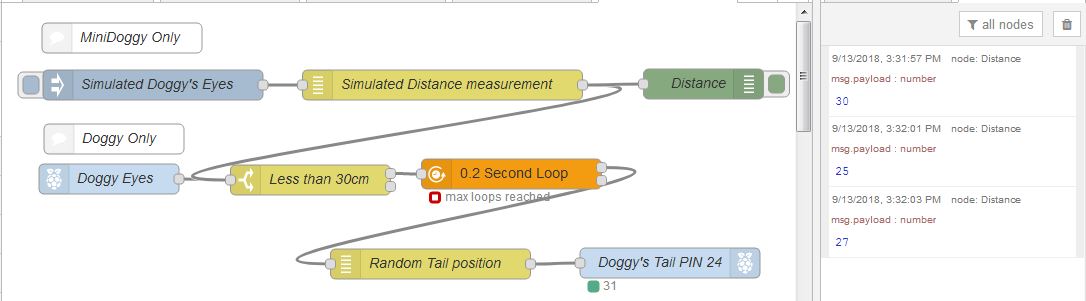 MiniDoggy Only
Simulated Doggy's Eyes
Simulated Distance measurement
Distance
Doggy Only
Doggy Eyes
Less than 30cm
0.2 Second Loop
max loops reached
Random Tail position
Doggy's Tail PIN 24
31
all nodes
9/13/2018, 3:31:57 PM node: Distance
msg.payload : number
30
9/13/2018, 3:32:01 PM node: Distance
msg.payload : number
25
9/13/2018, 3:32:03 PM node: Distance
msg.payload : number
27